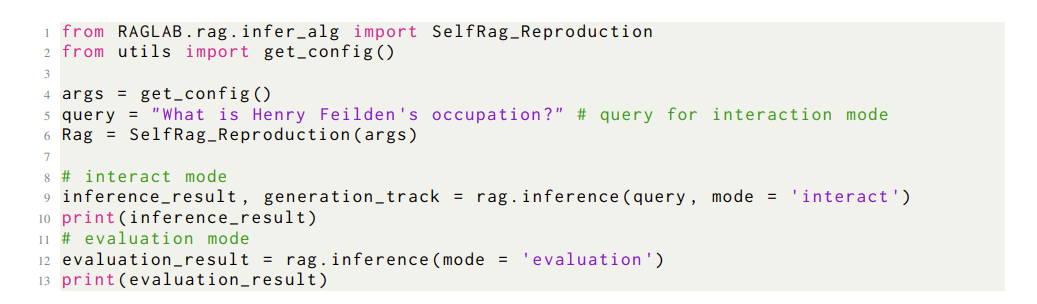 1 from RAGLAB.rag.infer_alg import SelfRag_Reproduction
2 from utils import get_config()
3
4 args = get_config()
5 query = "What is Henry Feilden's occupation?" # query for interaction mode
6 Rag = SelfRag_Reproduction(args)
7
8 # interact mode
9 inference_result, generation_track = rag.inference(query, mode = 'interact')
10 print(inference_result)
11 # evaluation mode
12 evaluation_result = rag.inference(mode = 'evaluation')
13 print(evaluation_result)